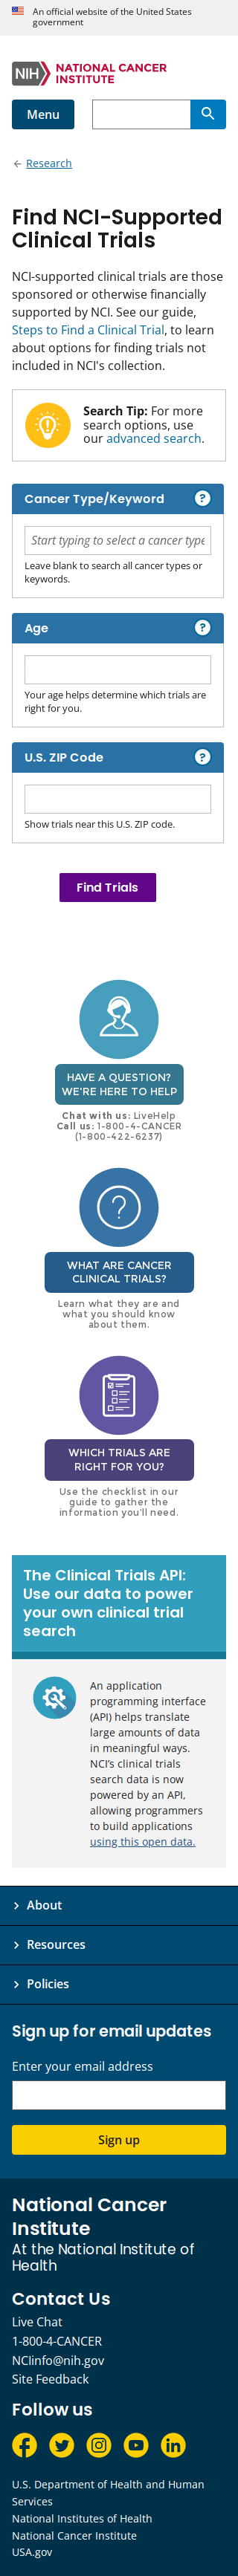 An official website of the United States
government
NIH NATIONAL CANCER
INSTITUTE
Menu
Research
Find NCI-Supported
Clinical Trials
NCI-supported clinical trials are those
sponsored or otherwise financially
supported by NCI. See our guide,
Steps to Find a Clinical Trial, to learn
about options for finding trials not
included in NCI's collection.
Search Tip: For more
search options, use
our advanced search.
Cancer Type/Keyword ?
Start typing to select a cancer type
Leave blank to search all cancer types or
keywords.
Age ?
Your age helps determine which trials are
right for you.
U.S. ZIP Code ?
Show trials near this U.S. ZIP code.
Find Trials
HAVE A QUESTION?
WE'RE HERE TO HELP
Chat with us: LiveHelp
Call us: 1-800-4-CANCER
(1-800-422-6237)
?
WHAT ARE CANCER
CLINICAL TRIALS?
Learn what they are and
what you should know
about them.
WHICH TRIALS ARE
RIGHT FOR YOU?
Use the checklist in our
guide to gather the
information you'll need.
The Clinical Trials API:
Use our data to power
your own clinical trial
search
An application
programming interface
(API) helps translate
large amounts of data
in meaningful ways.
NCI's clinical trials
search data is now
powered by an API,
allowing programmers
to build applications
using this open data.
About
Resources
Policies
Sign up for email updates
Enter your email address
Sign up
National Cancer
Institute
At the National Institute of
Health
Contact Us
Live Chat
1-800-4-CANCER
NCIinfo@nih.gov
Site Feedback
Follow us
U.S. Department of Health and Human
Services
National Institutes of Health
National Cancer Institute
USA.gov